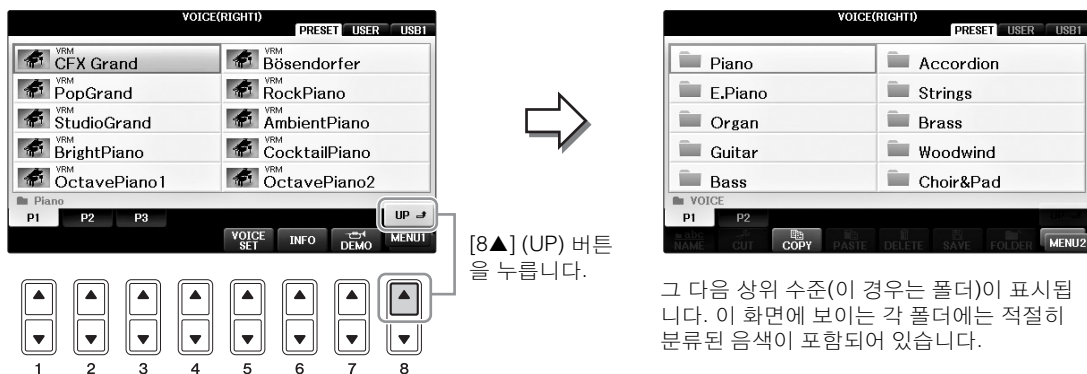 VOICE(RIGHT1)
PRESET USER USB1
VRM CFX Grand
VRM Bösendorfer
VRM PopGrand
VRM RockPiano
VRM StudioGrand
VRM AmbientPiano
VRM BrightPiano
VRM CocktailPiano
VRM OctavePiano1
VRM OctavePiano2
Piano
P1 P2 P3 UP
VOICE SET INFO DEMO MENU1
1 2 3 4 5 6 7 8
[8▲] (UP) 버튼
을 누릅니다.
VOICE(RIGHT1)
PRESET USER USB1
Piano Accordion
E.Piano Strings
Organ Brass
Guitar Woodwind
Bass Choir&Pad
VOICE
P1 P2
NAME CUT COPY PASTE DELETE SAVE FOLDER MENU2
그 다음 상위 수준(이 경우는 폴더)이 표시됩
니다. 이 화면에 보이는 각 폴더에는 적절히
분류된 음색이 포함되어 있습니다.